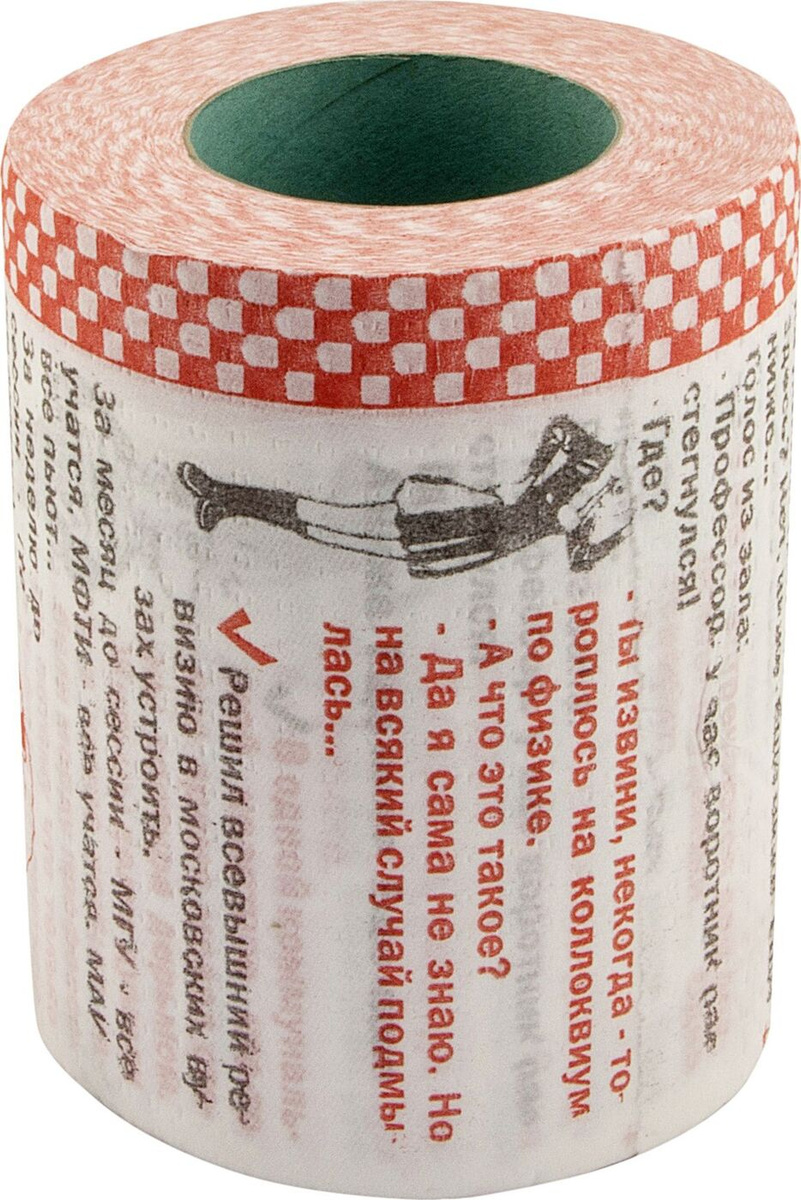 Голос из зала:
- Профессор, у вас воротник рас-
стегнулся!
- Где?
- Ты извини, некогда - то-
роплюсь на коллоквиум
по физике.
- А что это такое?
- Да я сама не знаю. Но
на всякий случай подмы-
лась...
Решил всевышний ре-
визию в московских ву-
зах устроить.
За месяц до сессии - МГУ - все
учатся, МФТИ - все учатся, МАИ
все пьют...
За неделю до